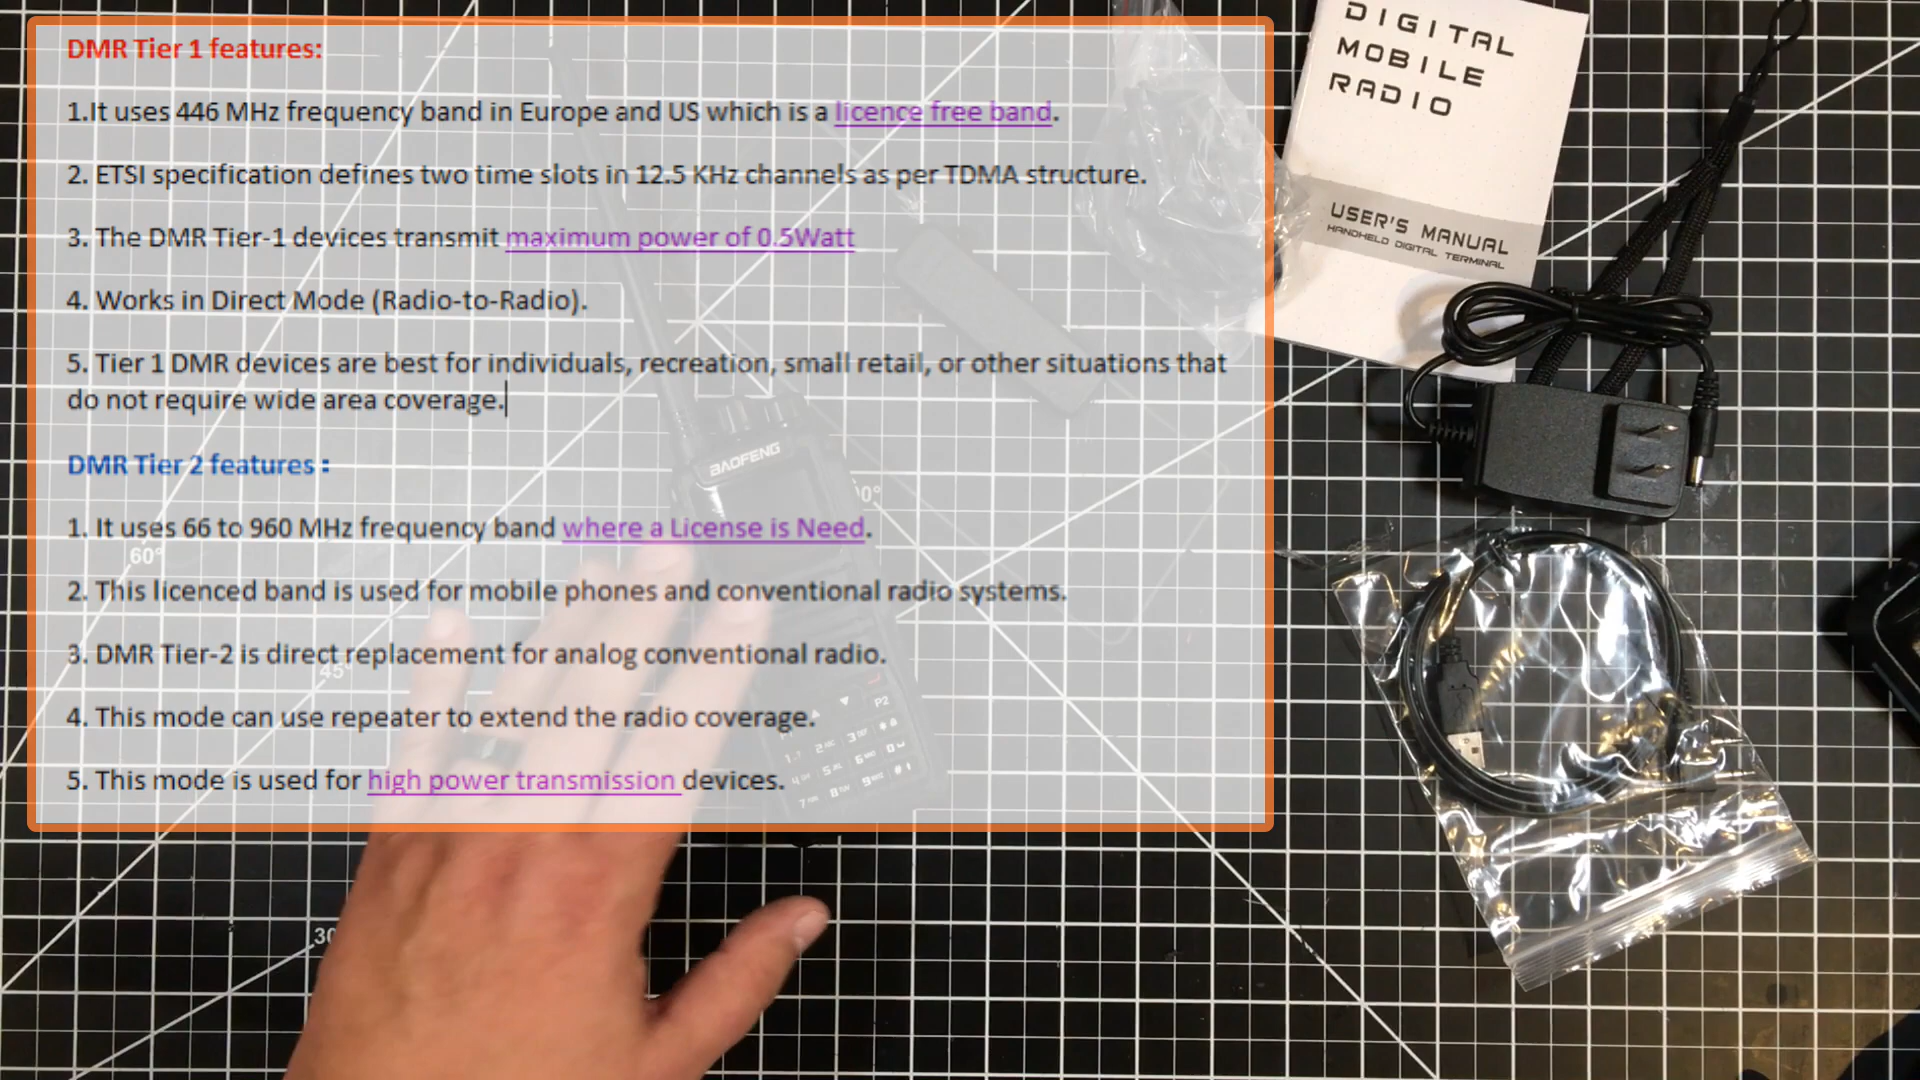 DMR Tier 1 features:
1.It uses 446 MHz frequency band in Europe and US which is a licence free band.
2. ETSI specification defines two time slots in 12.5 KHz channels as per TDMA structure.
3. The DMR Tier-1 devices transmit maximum power of 0.5Watt
4. Works in Direct Mode (Radio-to-Radio).
5. Tier 1 DMR devices are best for individuals, recreation, small retail, or other situations that
do not require wide area coverage.
DMR Tier 2 features :
1. It uses 66 to 960 MHz frequency band where a License is Need.
2. This licenced band is used for mobile phones and conventional radio systems.
3. DMR Tier-2 is direct replacement for analog conventional radio.
4. This mode can use repeater to extend the radio coverage.
5. This mode is used for high power transmission devices.
DIGITAL
MOBILE
RADIO
USER'S MANUAL
HANDHELD DIGITAL TERMINAL
BAOFENG
60°
45°
30
P2